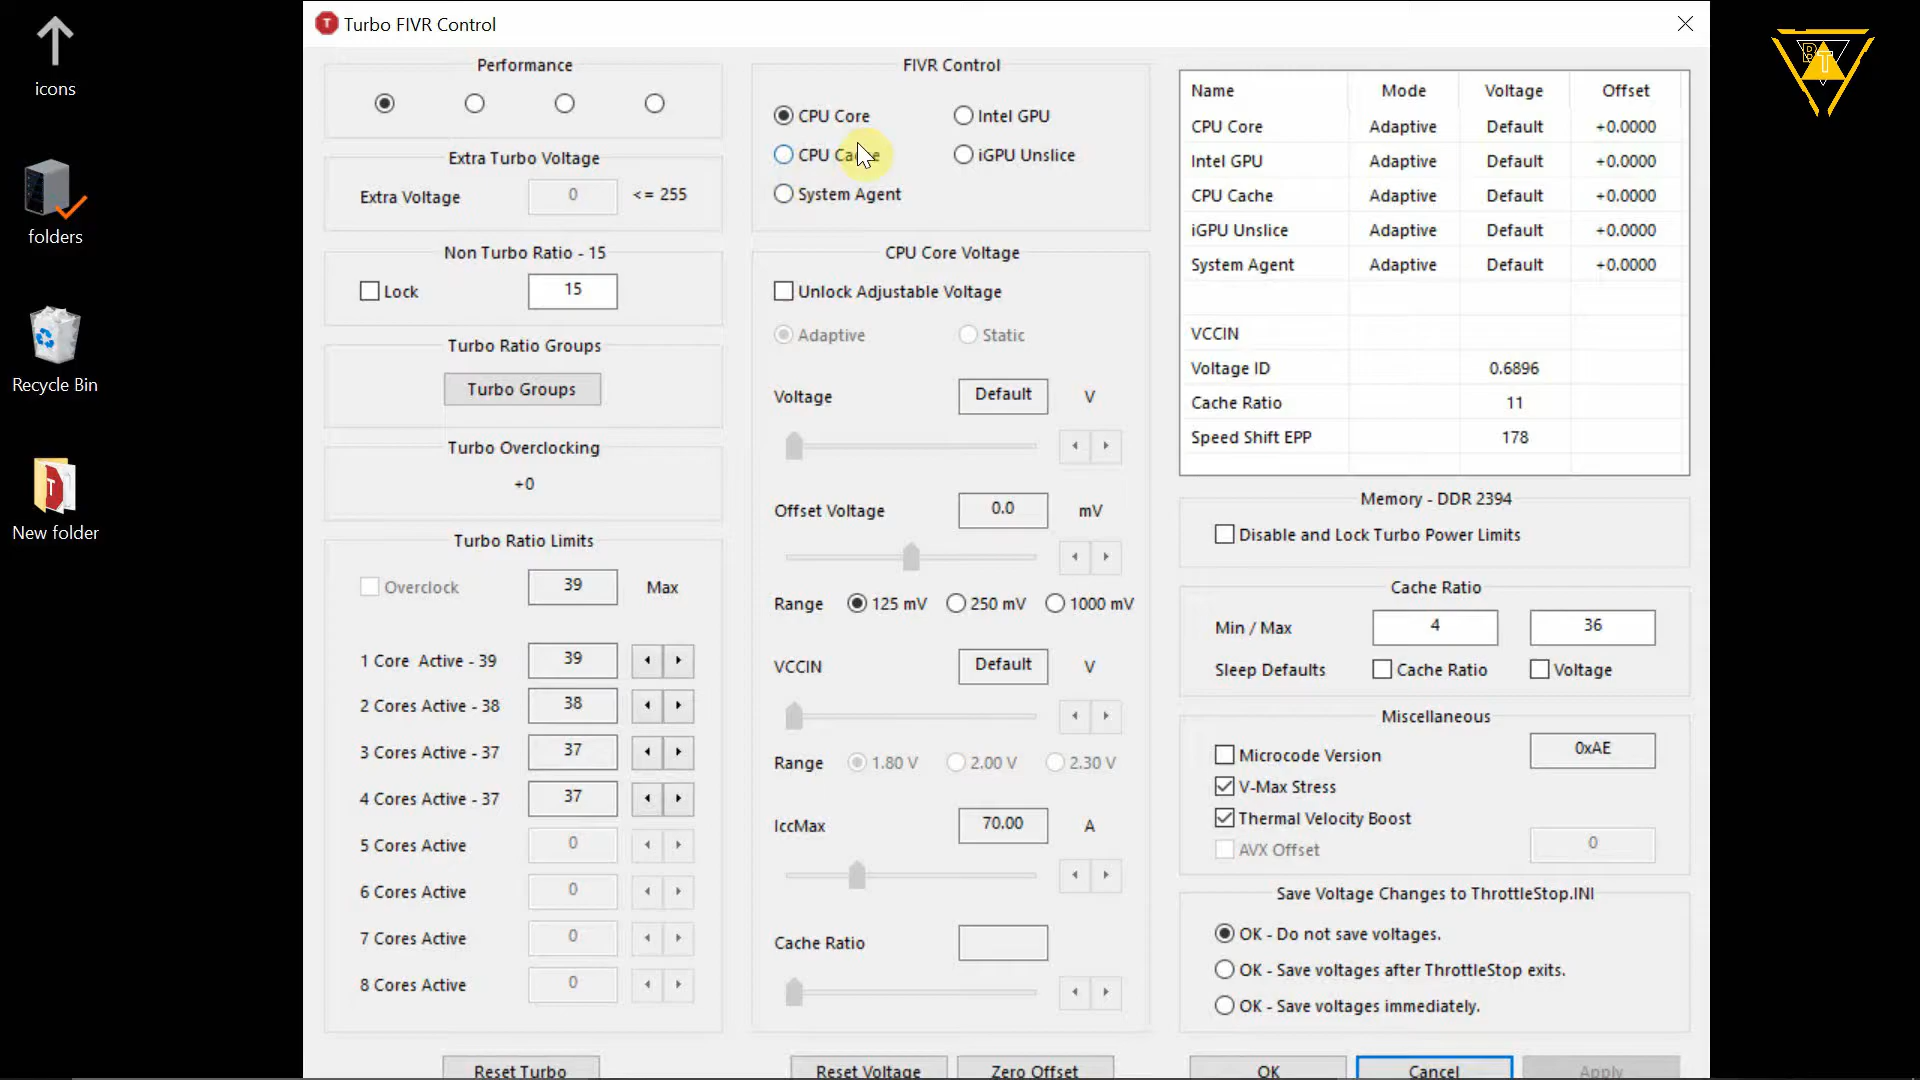 icons
folders
Recycle Bin
New folder
T
Turbo FIVR Control
Performance
Extra Turbo Voltage
Extra Voltage 0 <= 255
Non Turbo Ratio - 15
Lock 15
Turbo Ratio Groups
Turbo Groups
Turbo Overclocking
+0
Turbo Ratio Limits
Overclock 39 Max
1 Core Active - 39 39
2 Cores Active - 38 38
3 Cores Active - 37 37
4 Cores Active - 37 37
5 Cores Active 0
6 Cores Active 0
7 Cores Active 0
8 Cores Active 0
Reset Turbo
FIVR Control
CPU Core Intel GPU
CPU Cache iGPU Unslice
System Agent
CPU Core Voltage
Unlock Adjustable Voltage
Adaptive Static
Voltage Default V
Offset Voltage 0.0 mV
Range 125 mV 250 mV 1000 mV
VCCIN Default V
Range 1.80 V 2.00 V 2.30 V
IccMax 70.00 A
Cache Ratio
Reset Voltage Zero Offset
Name Mode Voltage Offset
CPU Core Adaptive Default +0.0000
Intel GPU Adaptive Default +0.0000
CPU Cache Adaptive Default +0.0000
iGPU Unslice Adaptive Default +0.0000
System Agent Adaptive Default +0.0000
VCCIN
Voltage ID 0.6896
Cache Ratio 11
Speed Shift EPP 178
Memory - DDR 2394
Disable and Lock Turbo Power Limits
Cache Ratio
Min / Max 4 36
Sleep Defaults Cache Ratio Voltage
Miscellaneous
Microcode Version 0xAE
V-Max Stress
Thermal Velocity Boost
AVX Offset 0
Save Voltage Changes to ThrottleStop.INI
OK - Do not save voltages.
OK - Save voltages after ThrottleStop exits.
OK - Save voltages immediately.
OK Cancel Apply
BT